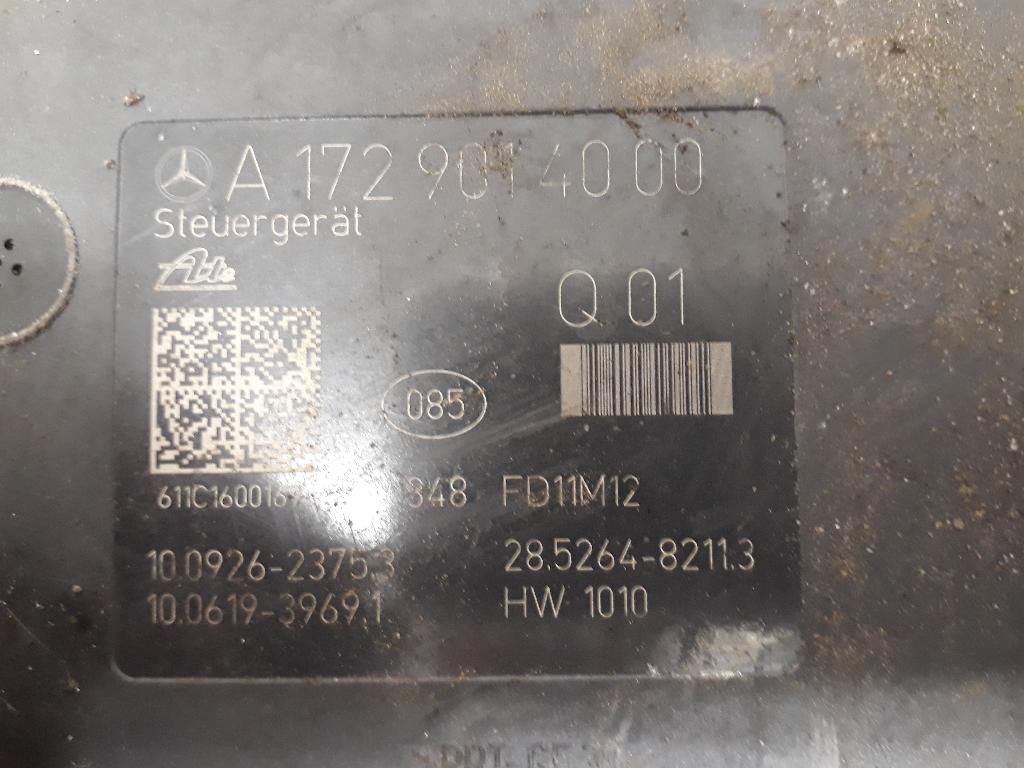 A 172 901 40 00
Steuergerät
Ate
Q 01
085
348 FD11M12
10.0926-2375.3 28.5264-8211.3
10.0619-3969.1 HW 1010